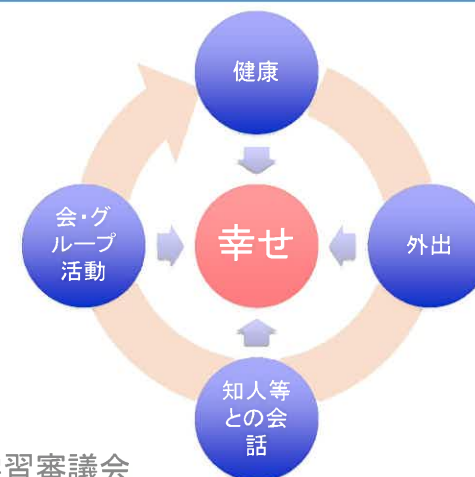 健康
会・グ
ループ
活動
幸せ
外出
知人等
との会
話
習審議会